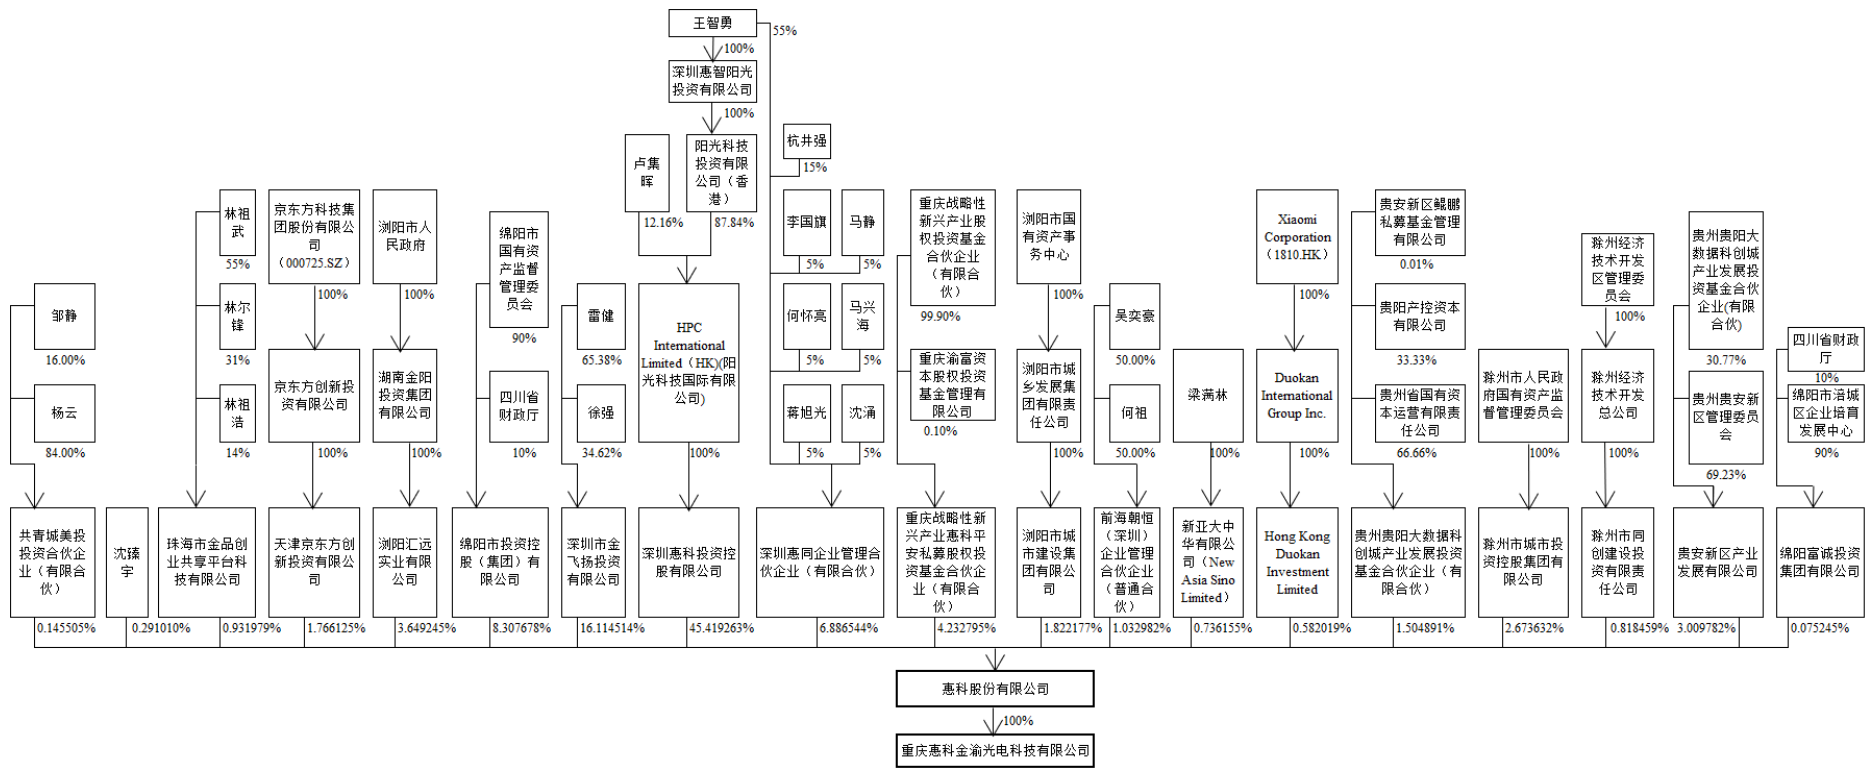 王智勇
55%
100%
深圳惠智阳光
投资有限公司
100%
杭井强
15%
卢集
晖
12.16%
阳光科技
投资有限
公司（香
港）
87.84%
林祖
武
55%
京东方科技集
团股份有限公
司
（000725.SZ）
100%
浏阳市人
民政府
100%
绵阳市
国有资
产监督
管理委
员会
90%
李国旗
5%
马静
5%
重庆战略性
新兴产业股
权投资基金
合伙企业
（有限合
伙）
99.90%
浏阳市国
有资产事
务中心
100%
Xiaomi
Corporation
（1810.HK）
100%
贵安新区鲲鹏
私募基金管理
有限公司
0.01%
滁州经济
技术开发
区管理委
员会
100%
贵州贵阳大
数据科创城
产业发展投
资基金合伙
企业(有限
合伙)
30.77%
邹静
16.00%
林尔
锋
31%
雷健
65.38%
HPC
International
Limited（HK)(阳
光科技国际有限
公司)
100%
何怀亮
5%
马兴
海
5%
吴奕豪
50.00%
贵阳产控资本
有限公司
33.33%
四川省财政
厅
10%
杨云
84.00%
林祖
浩
14%
京东方创新投
资有限公司
100%
湖南金阳
投资集团
有限公司
100%
四川省
财政厅
10%
徐强
34.62%
蒋旭光
5%
沈涌
5%
重庆渝富资
本股权投资
基金管理有
限公司
0.10%
浏阳市城
乡发展集
团有限责
任公司
100%
何祖
50.00%
梁满林
100%
Duokan
International
Group Inc.
100%
贵州省国有资
本运营有限责
任公司
66.66%
滁州市人民政
府国有资产监
督管理委员会
100%
滁州经济
技术开发
总公司
100%
贵州贵安新
区管理委员
会
69.23%
绵阳市涪城
区企业培育
发展中心
90%
共青城美投
投资合伙企
业（有限合
伙）
0.145505%
沈臻
宇
0.291010%
珠海市金品创
业共享平台科
技有限公司
0.931979%
天津京东方创
新投资有限公
司
1.766125%
浏阳汇远
实业有限
公司
3.649245%
绵阳市投资控
股（集团）有
限公司
8.307678%
深圳市金
飞扬投资
有限公司
16.114514%
深圳惠科投资控
股有限公司
45.419263%
深圳惠同企业管理合
伙企业（有限合伙）
6.886544%
重庆战略性新
兴产业惠科平
安私募股权投
资基金合伙企
业（有限合
伙）
4.232795%
浏阳市城
市建设集
团有限公
司
1.822177%
前海朝恒
（深圳）
企业管理
合伙企业
（普通合
伙）
1.032982%
新亚大中
华有限公
司（New
Asia Sino
Limited）
0.736155%
Hong Kong
Duokan
Investment
Limited
0.582019%
贵州贵阳大数据科
创城产业发展投资
基金合伙企业（有
限合伙）
1.504891%
滁州市城市投
资控股集团有
限公司
2.673632%
滁州市同
创建设投
资有限责
任公司
0.818459%
贵安新区产业
发展有限公司
3.009782%
绵阳富诚投资
集团有限公司
0.075245%
惠科股份有限公司
100%
重庆惠科金渝光电科技有限公司